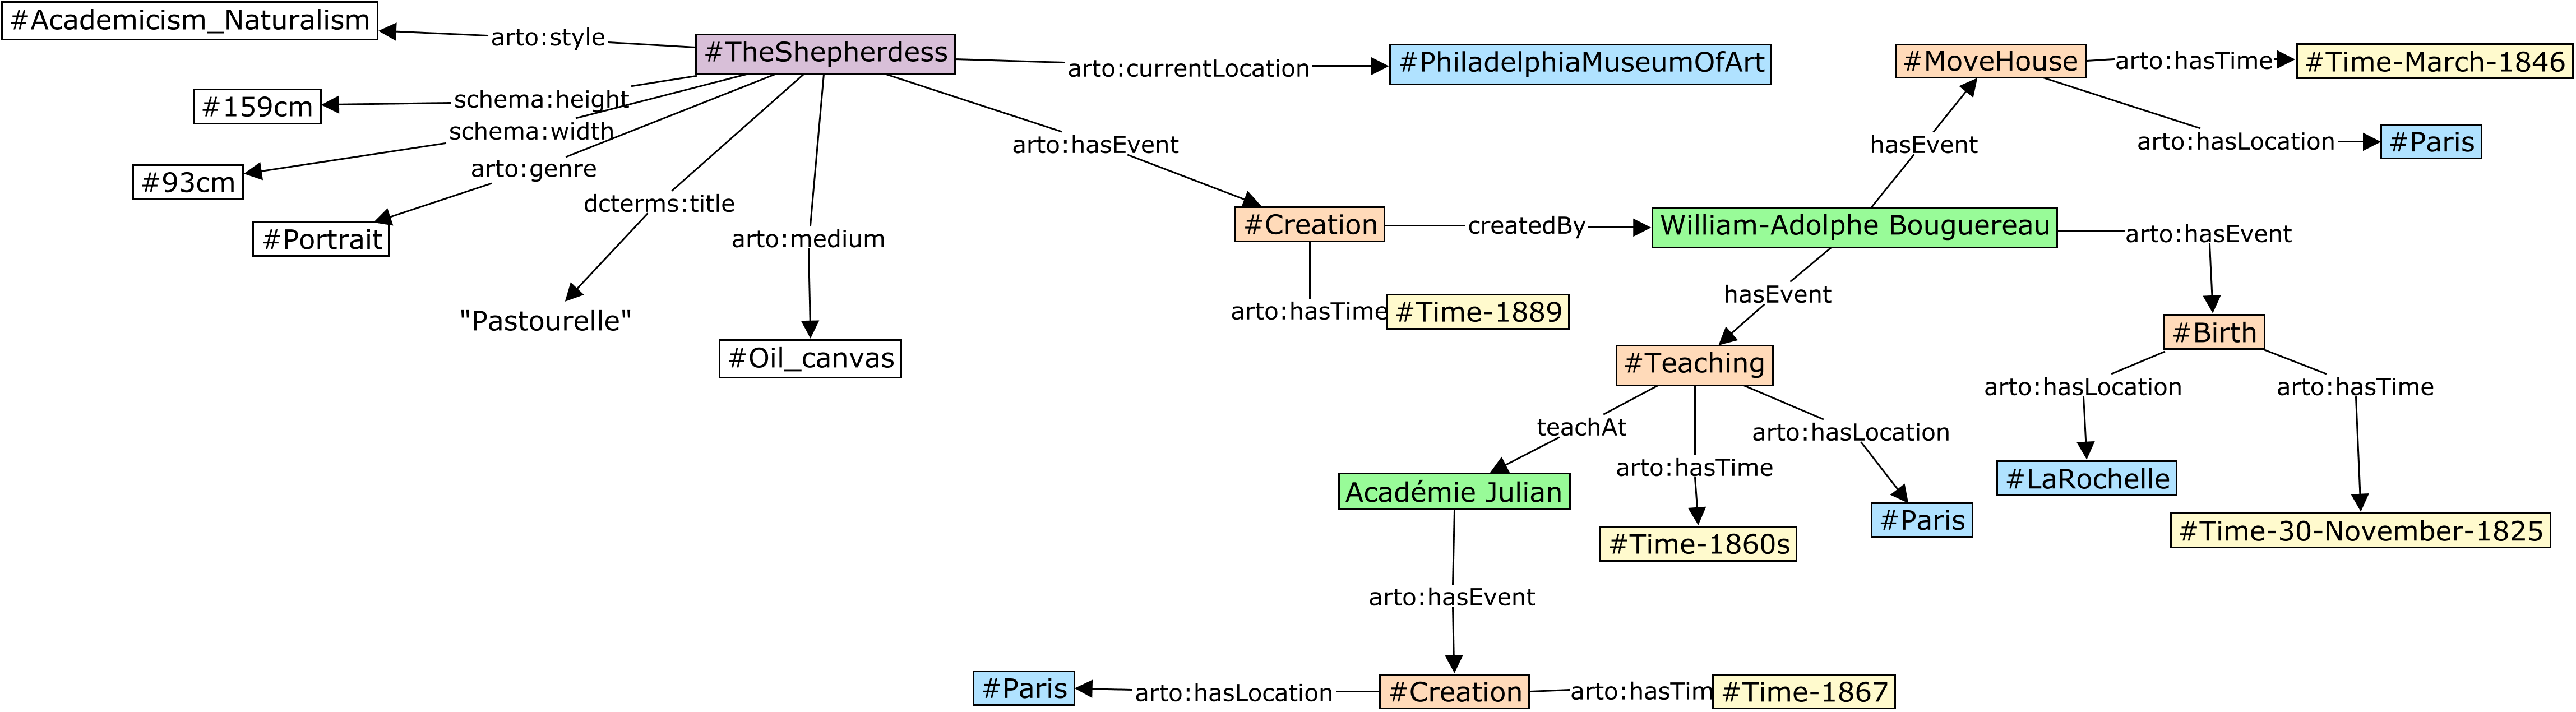 #Academicism_Naturalism
arto:style
#TheShepherdess
arto:currentLocation
#PhiladelphiaMuseumOfArt
#MoveHouse
arto:hasTime
#Time-March-1846
schema:height
#159cm
schema:width
#93cm
arto:genre
#Portrait
dcterms:title
"Pastourelle"
arto:medium
#Oil_canvas
arto:hasEvent
#Creation
createdBy
William-Adolphe Bouguereau
arto:hasTime
#Time-1889
hasEvent
arto:hasLocation
#Paris
arto:hasEvent
#Birth
arto:hasLocation
arto:hasTime
#LaRochelle
#Time-30-November-1825
hasEvent
#Teaching
teachAt
arto:hasTime
arto:hasLocation
Académie Julian
#Time-1860s
#Paris
arto:hasEvent
#Paris
arto:hasLocation
#Creation
arto:hasTim
#Time-1867